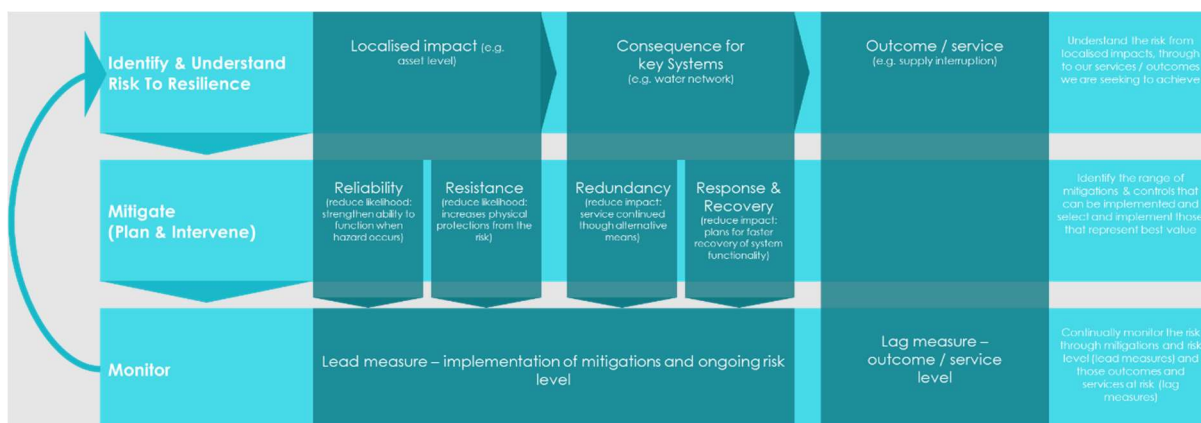 Identify & Understand
Risk To Resilience
Localised impact (e.g.
asset level)
Consequence for
key Systems
(e.g. water network)
Outcome / service
(e.g. supply interruption)
Understand the risk from
localised impacts, through
to our services / outcomes
we are seeking to achieve
Mitigate
(Plan & Intervene)
Reliability
(reduce likelihood:
strengthen ability to
function when
hazard occurs)
Resistance
(reduce likelihood:
increases physical
protections from the
risk)
Redundancy
(reduce impact:
service continued
though alternative
means)
Response &
Recovery
(reduce impact:
plans for faster
recovery of system
functionality)
Identify the range of
mitigations & controls that
can be implemented and
select and implement those
that represent best value
Monitor
Lead measure – implementation of mitigations and ongoing risk
level
Lag measure –
outcome / service
level
Continually monitor the risk
through mitigations and risk
level (lead measures) and
those outcomes and
services at risk (lag
measures)